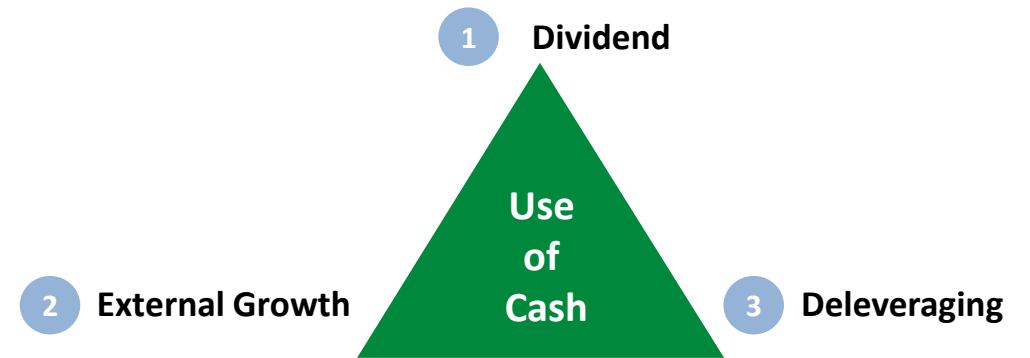 1 Dividend
Use
of
Cash
2 External Growth
3 Deleveraging